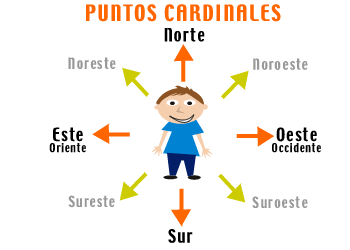 PUNTOS CARDINALES
Norte
Noreste
Noroeste
Este
Oriente
Oeste
Occidente
Sureste
Suroeste
Sur